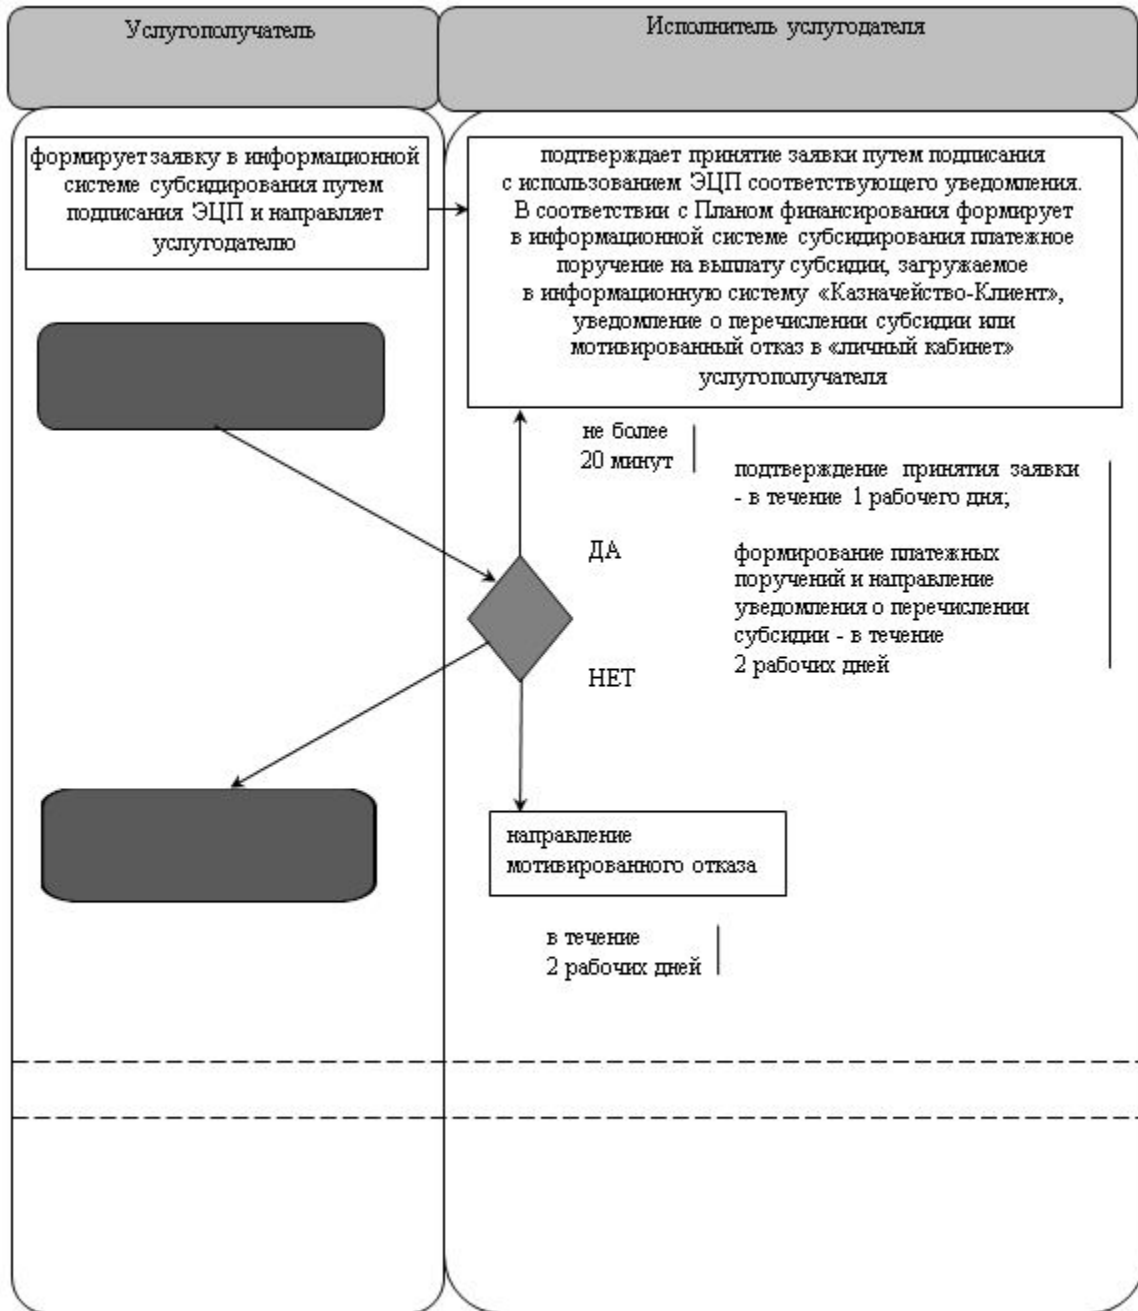 Услугополучатель
Исполнитель услугодателя
формирует заявку в информационной
системе субсидирования путем
подписания ЭЦП и направляет
услугодателю
подтверждает принятие заявки путем подписания
с использованием ЭЦП соответствующего уведомления.
В соответствии с Планом финансирования формирует
в информационной системе субсидирования платежное
поручение на выплату субсидии, загружаемое
в информационную систему «Казначейство-Клиент»,
уведомление о перечислении субсидии или
мотивированный отказ в «личный кабинет»
услугополучателя
не более
20 минут
подтверждение принятия заявки
- в течение 1 рабочего дня;
формирование платежных
поручений и направление
уведомления о перечислении
субсидии - в течение
2 рабочих дней
ДА
НЕТ
направление
мотивированного отказа
в течение
2 рабочих дней